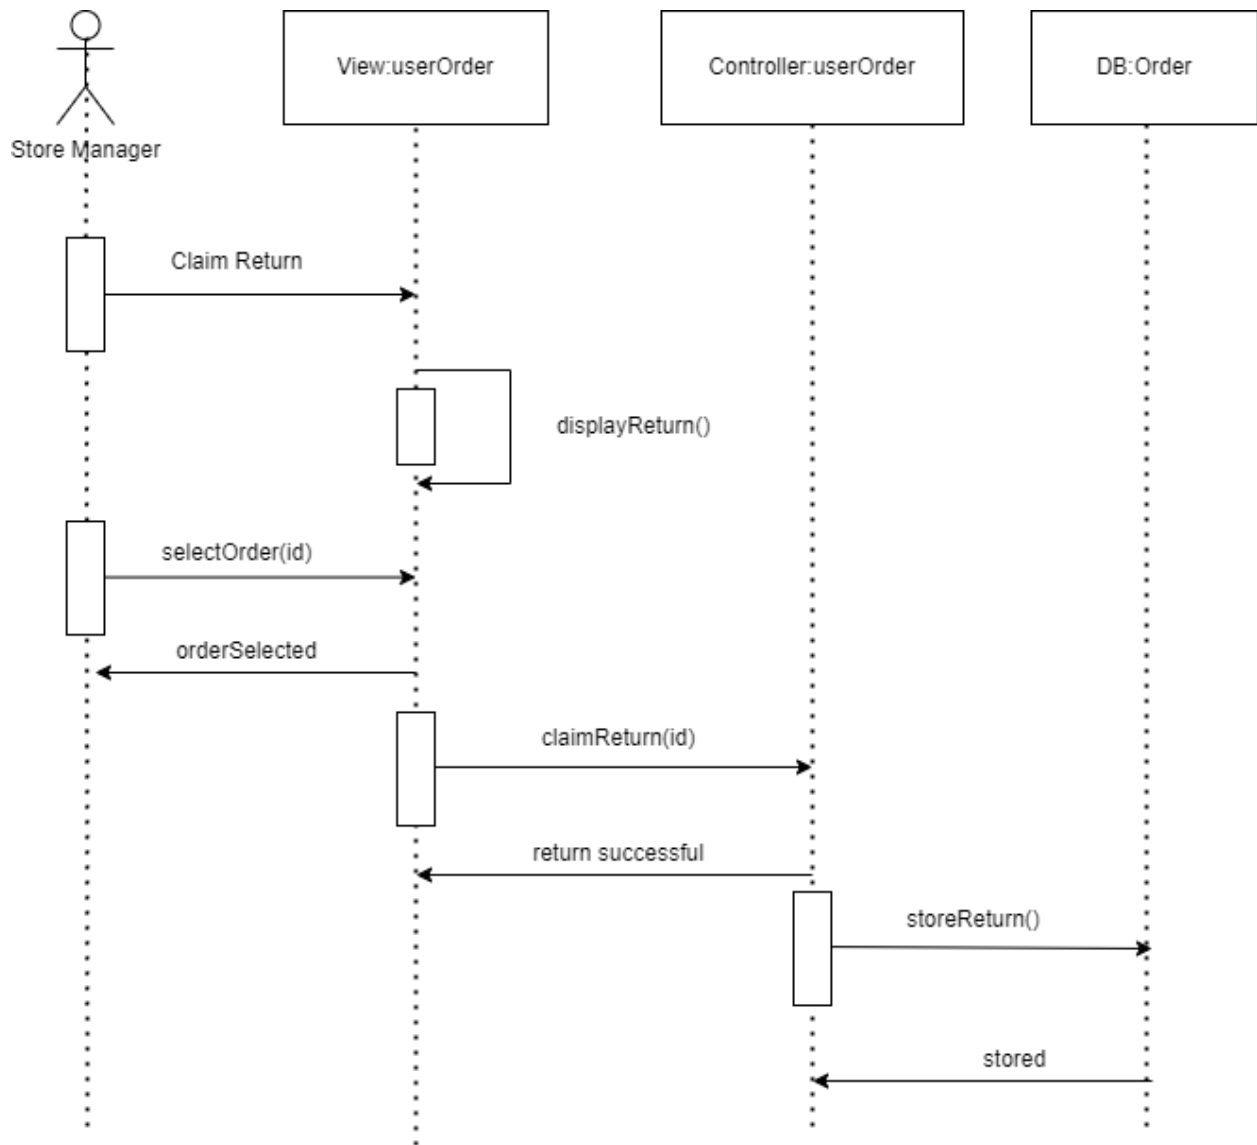 View:userOrder
Controller:userOrder
DB:Order
Store Manager
Claim Return
displayReturn()
selectOrder(id)
orderSelected
claimReturn(id)
return successful
storeReturn()
stored